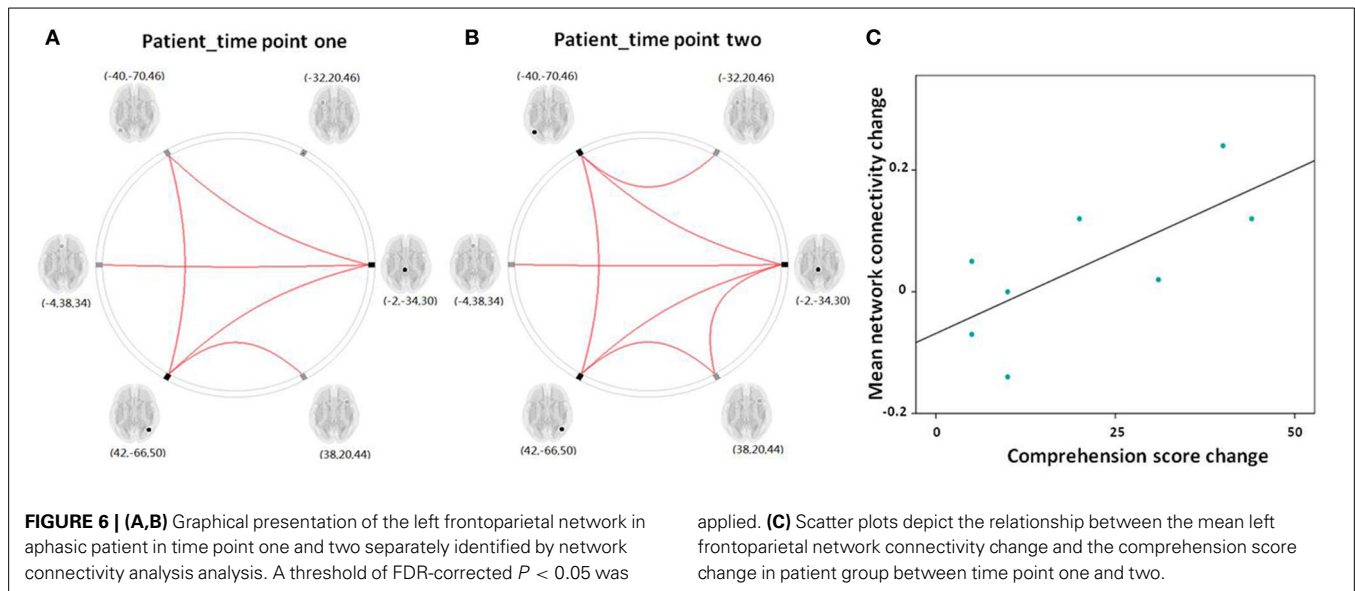 A
Patient_time point one
(-40,-70,46)
(-32,20,46)
(-4,38,34)
(-2,-34,30)
(42,-66,50)
(38,20,44)
B
Patient_time point two
(-40,-70,46)
(-32,20,46)
(-4,38,34)
(-2,-34,30)
(42,-66,50)
(38,20,44)
C
Mean network connectivity change
0.2
0
-0.2
0
25
50
Comprehension score change
FIGURE 6 | (A,B) Graphical presentation of the left frontoparietal network in
aphasic patient in time point one and two separately identified by network
connectivity analysis analysis. A threshold of FDR-corrected P < 0.05 was
applied. (C) Scatter plots depict the relationship between the mean left
frontoparietal network connectivity change and the comprehension score
change in patient group between time point one and two.